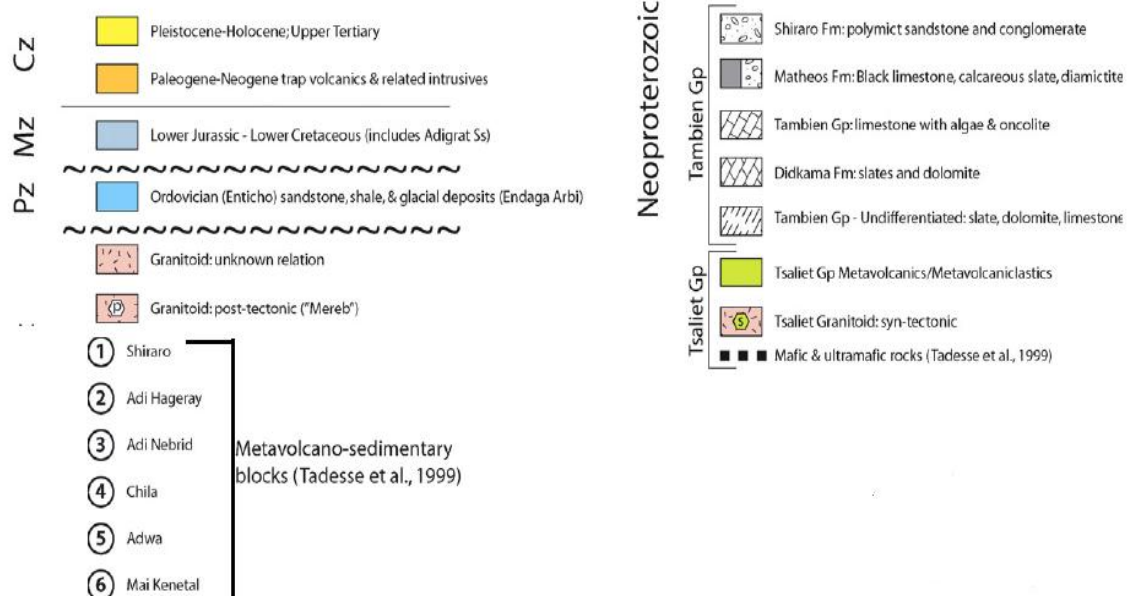 Cz
Pleistocene-Holocene; Upper Tertiary
Paleogene-Neogene trap volcanics & related intrusives
Mz
Lower Jurassic - Lower Cretaceous (includes Adigrat Ss)
Pz
Ordovician (Enticho) sandstone, shale, & glacial deposits (Endaga Arbi)
Granitoid: unknown relation
P
Granitoid: post-tectonic ("Mereb")
1 Shiraro
2 Adi Hageray
3 Adi Nebrid
4 Chila
5 Adwa
6 Mai Kenetal
Metavolcano-sedimentary
blocks (Tadesse et al., 1999)
Neoproterozoic
Tambien Gp
Shiraro Fm: polymict sandstone and conglomerate
Matheos Fm: Black limestone, calcareous slate, diamictite
Tambien Gp: limestone with algae & oncolite
Didkama Fm: slates and dolomite
Tambien Gp - Undifferentiated: slate, dolomite, limestone
Tsaliet Gp
Tsaliet Gp Metavolcanics/Metavolcaniclastics
S
Tsaliet Granitoid: syn-tectonic
Mafic & ultramafic rocks (Tadesse et al., 1999)